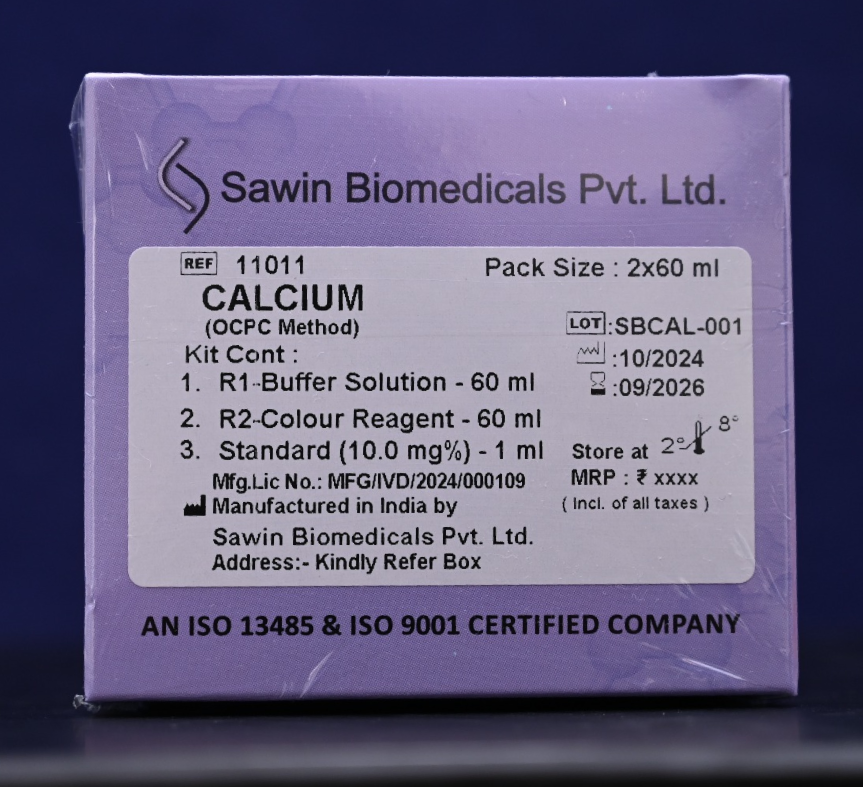 Sawin Biomedicals Pvt. Ltd.
REF 11011
Pack Size : 2x60 ml
CALCIUM
(OCPC Method)
LOT :SBCAL-001
Kit Cont :
:10/2024
1. R1-Buffer Solution - 60 ml
:09/2026
2. R2-Colour Reagent - 60 ml
3. Standard (10.0 mg%) - 1 ml
Store at 2° 8°
Mfg.Lic No.: MFG/IVD/2024/000109
MRP : ₹ xxxx
Manufactured in India by
( Incl. of all taxes )
Sawin Biomedicals Pvt. Ltd.
Address:- Kindly Refer Box
AN ISO 13485 & ISO 9001 CERTIFIED COMPANY